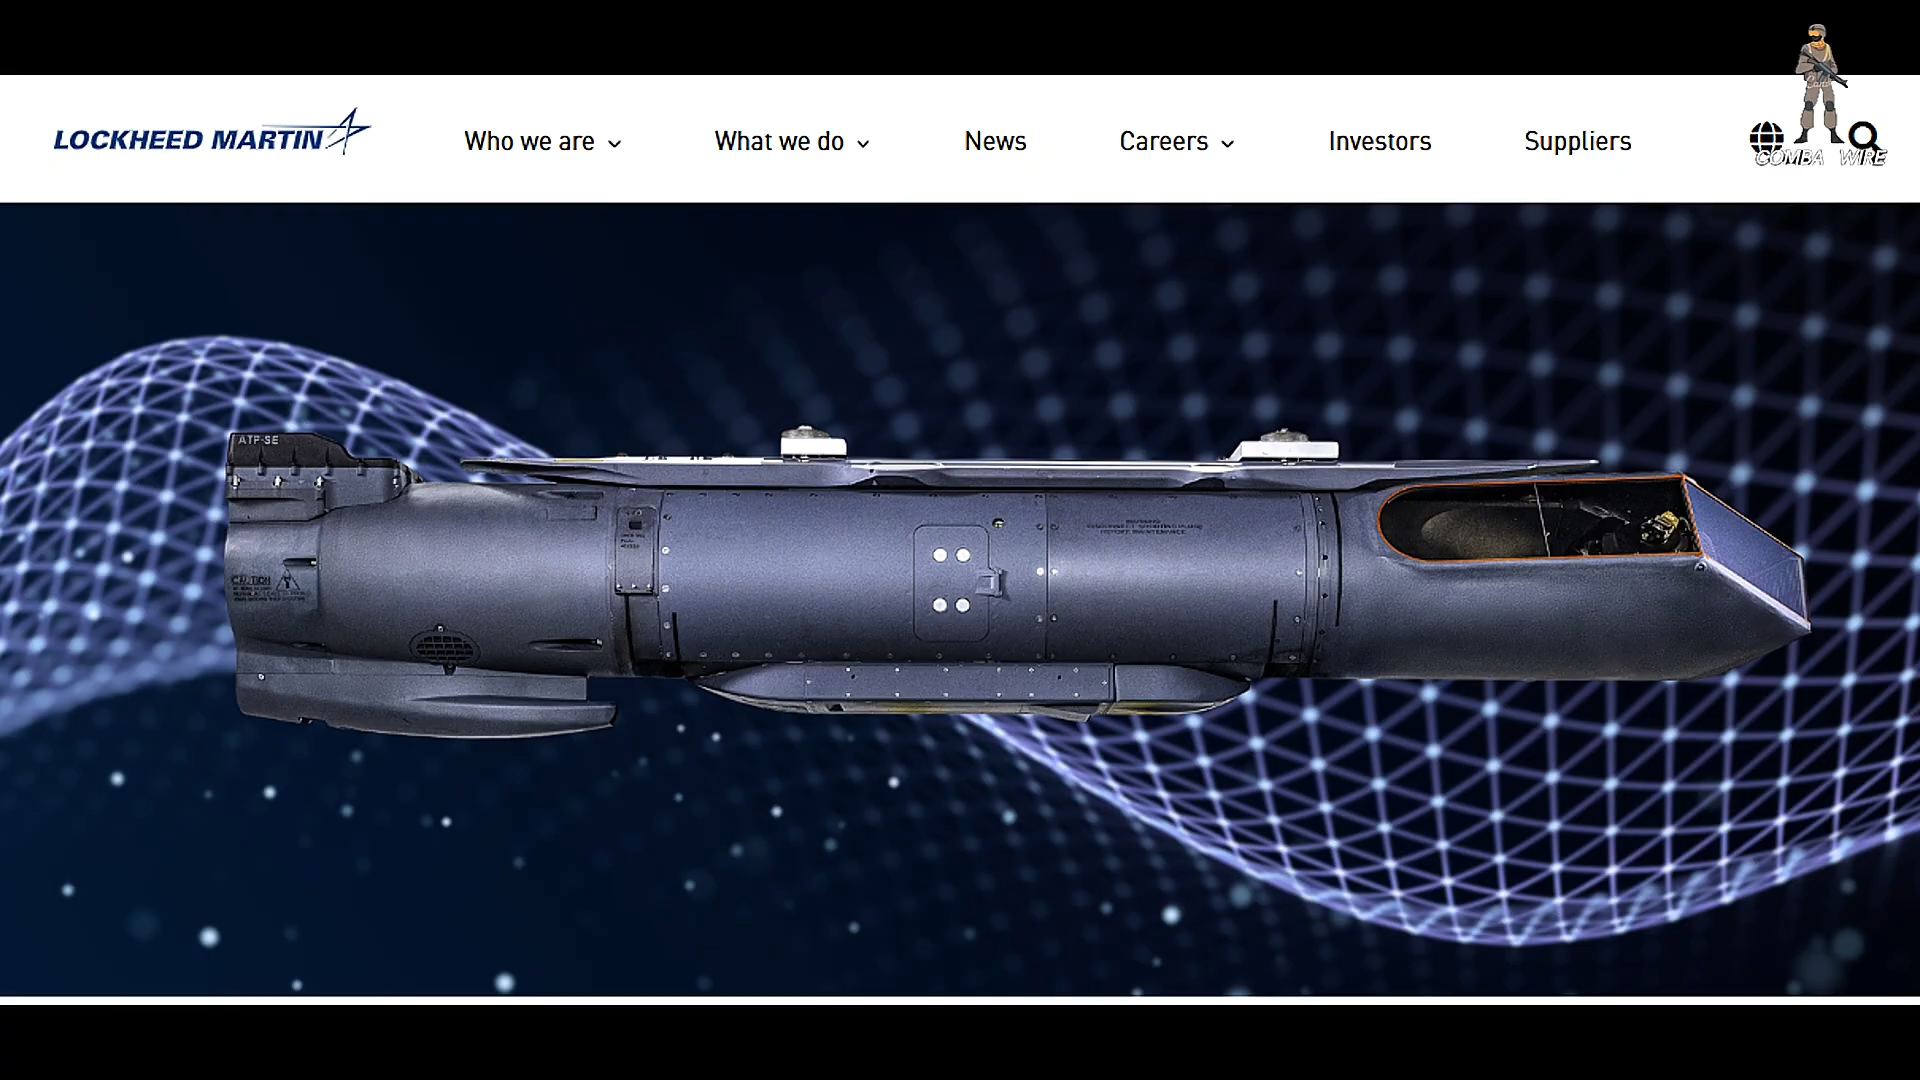 LOCKHEED MARTIN
Who we are
What we do
News
Careers
Investors
Suppliers
COMBA WIRE
ATP-SE
CAUTION